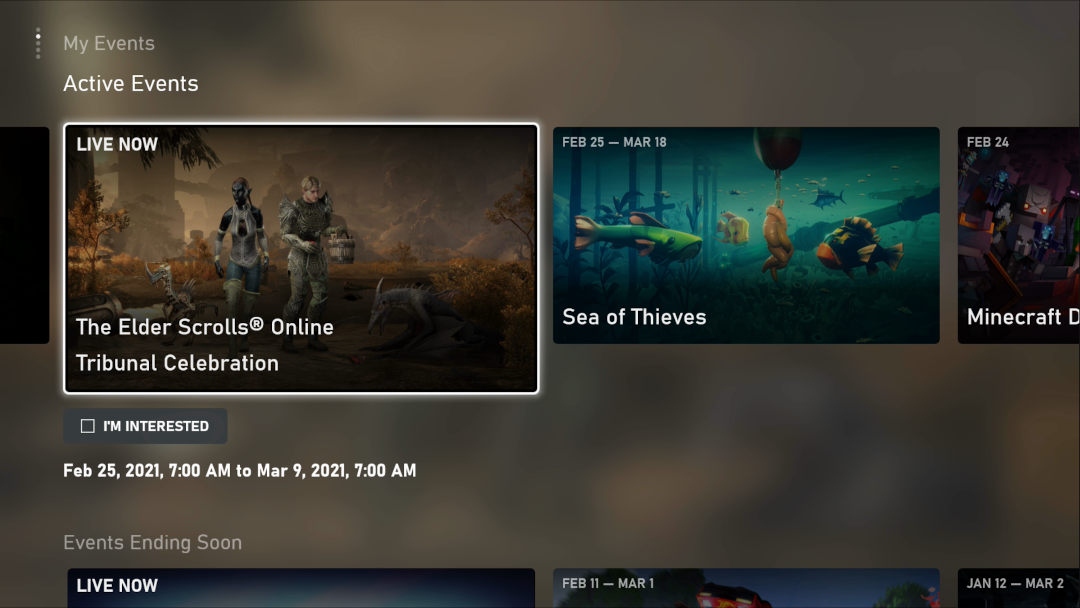 My Events
Active Events
LIVE NOW
The Elder Scrolls® Online
Tribunal Celebration
FEB 25 — MAR 18
Sea of Thieves
FEB 24
Minecraft D
I'M INTERESTED
Feb 25, 2021, 7:00 AM to Mar 9, 2021, 7:00 AM
Events Ending Soon
LIVE NOW
FEB 11 — MAR 1
JAN 12 — MAR 2